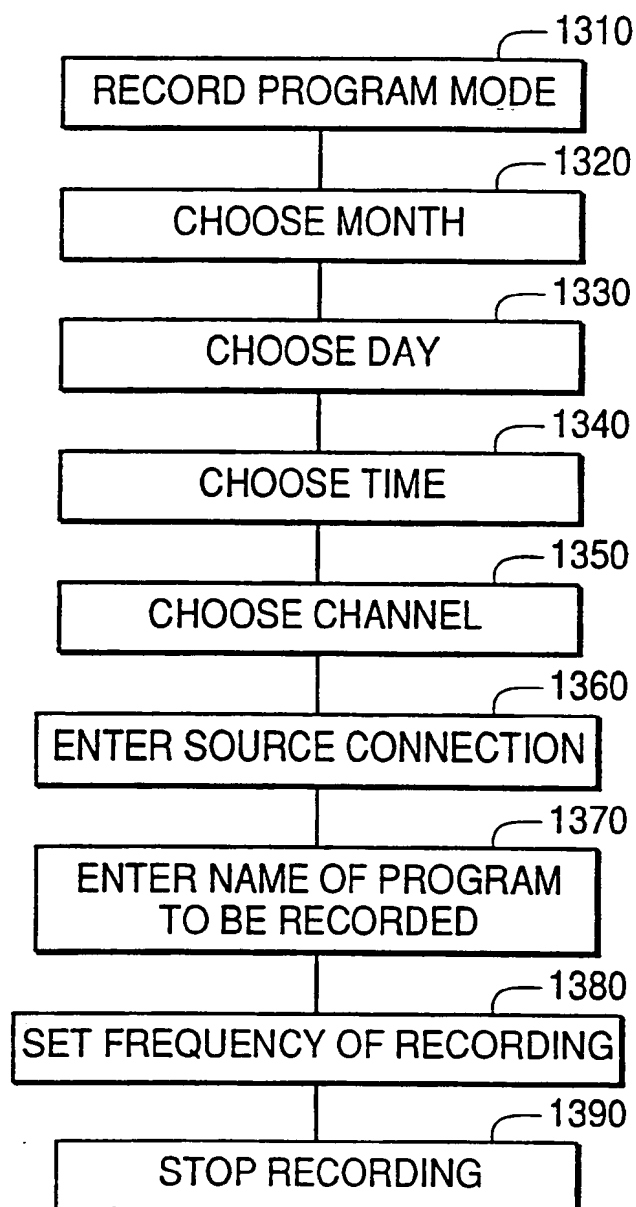 1310
RECORD PROGRAM MODE
1320
CHOOSE MONTH
1330
CHOOSE DAY
1340
CHOOSE TIME
1350
CHOOSE CHANNEL
1360
ENTER SOURCE CONNECTION
1370
ENTER NAME OF PROGRAM
TO BE RECORDED
1380
SET FREQUENCY OF RECORDING
1390
STOP RECORDING